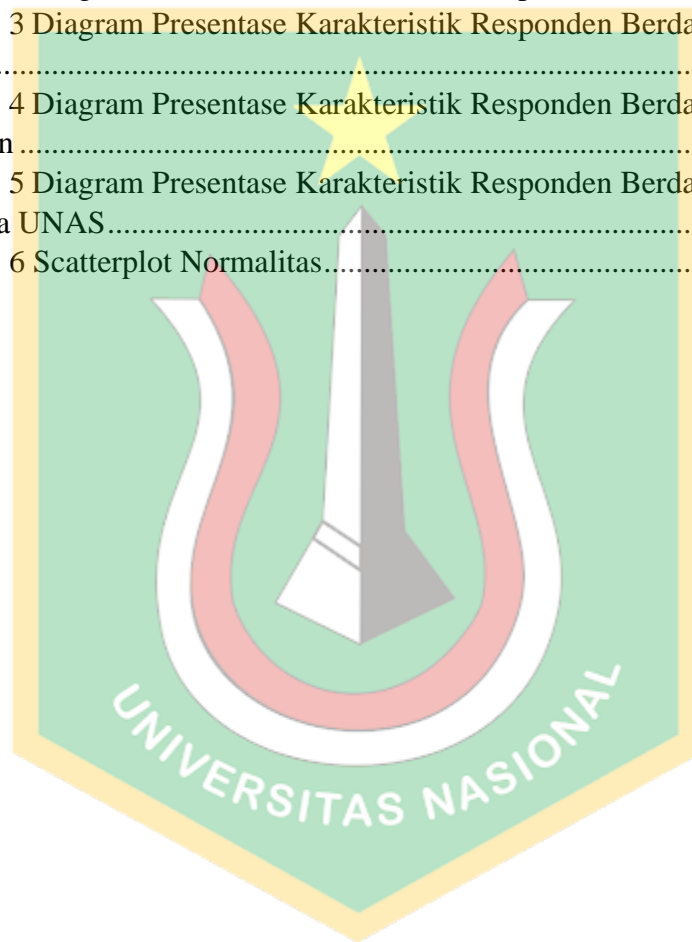 3 Diagram Presentase Karakteristik Responden Berda
........................................................................................
4 Diagram Presentase Karakteristik Responden Berda
n ........................................................................................
5 Diagram Presentase Karakteristik Responden Berda
a UNAS..............................................................................
6 Scatterplot Normalitas.................................................
UNIVERSITAS NASIONAL